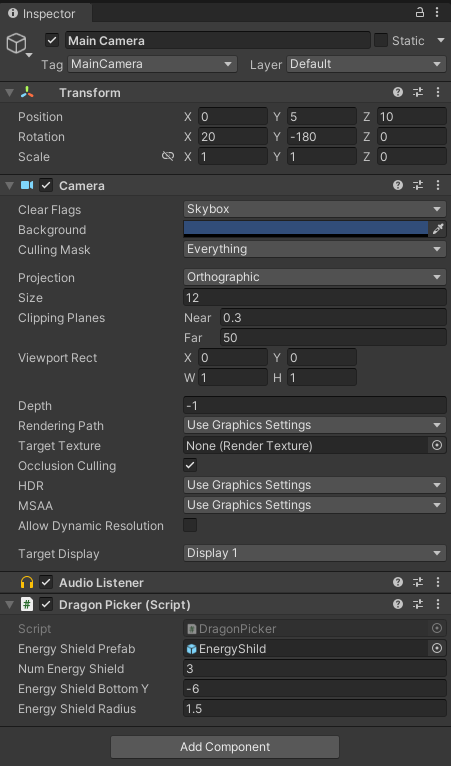 Inspector
Main Camera Static
Tag MainCamera Layer Default
Transform
Position X 0 Y 5 Z 10
Rotation X 20 Y -180 Z 0
Scale X 1 Y 1 Z 0
Camera
Clear Flags Skybox
Background
Culling Mask Everything
Projection Orthographic
Size 12
Clipping Planes Near 0.3
Far 50
Viewport Rect X 0 Y 0
W 1 H 1
Depth -1
Rendering Path Use Graphics Settings
Target Texture None (Render Texture)
Occlusion Culling
HDR Use Graphics Settings
MSAA Use Graphics Settings
Allow Dynamic Resolution
Target Display Display 1
Audio Listener
# Dragon Picker (Script)
Script DragonPicker
Energy Shield Prefab EnergyShild
Num Energy Shield 3
Energy Shield Bottom Y -6
Energy Shield Radius 1.5
Add Component